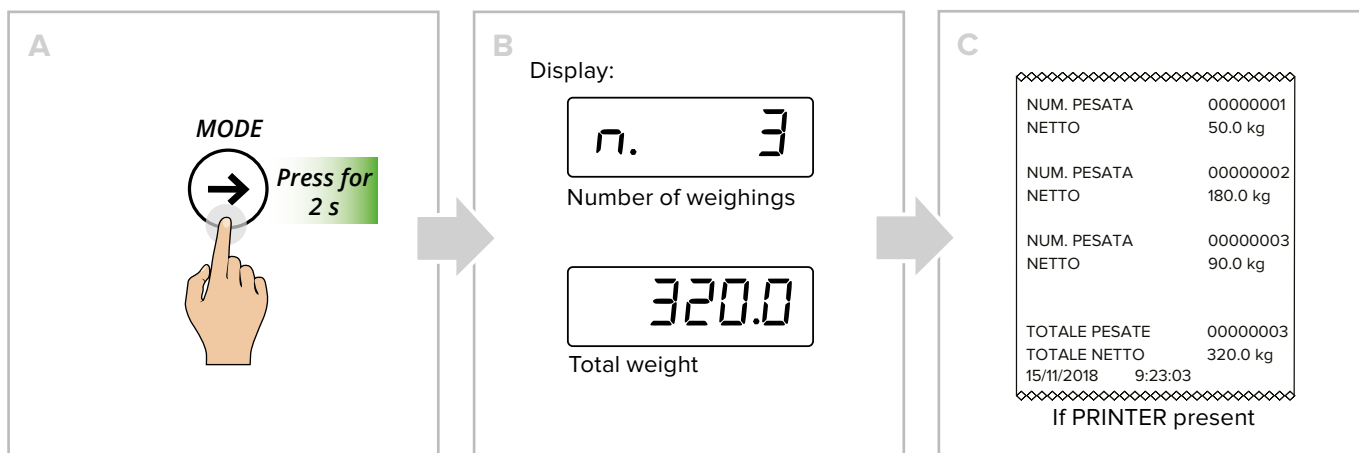 A
MODE
Press for
2 s
B
Display:
n. 3
Number of weighings
320.0
Total weight
C
NUM. PESATA 00000001
NETTO 50.0 kg
NUM. PESATA 00000002
NETTO 180.0 kg
NUM. PESATA 00000003
NETTO 90.0 kg
TOTALE PESATE 00000003
TOTALE NETTO 320.0 kg
15/11/2018 9:23:03
If PRINTER present